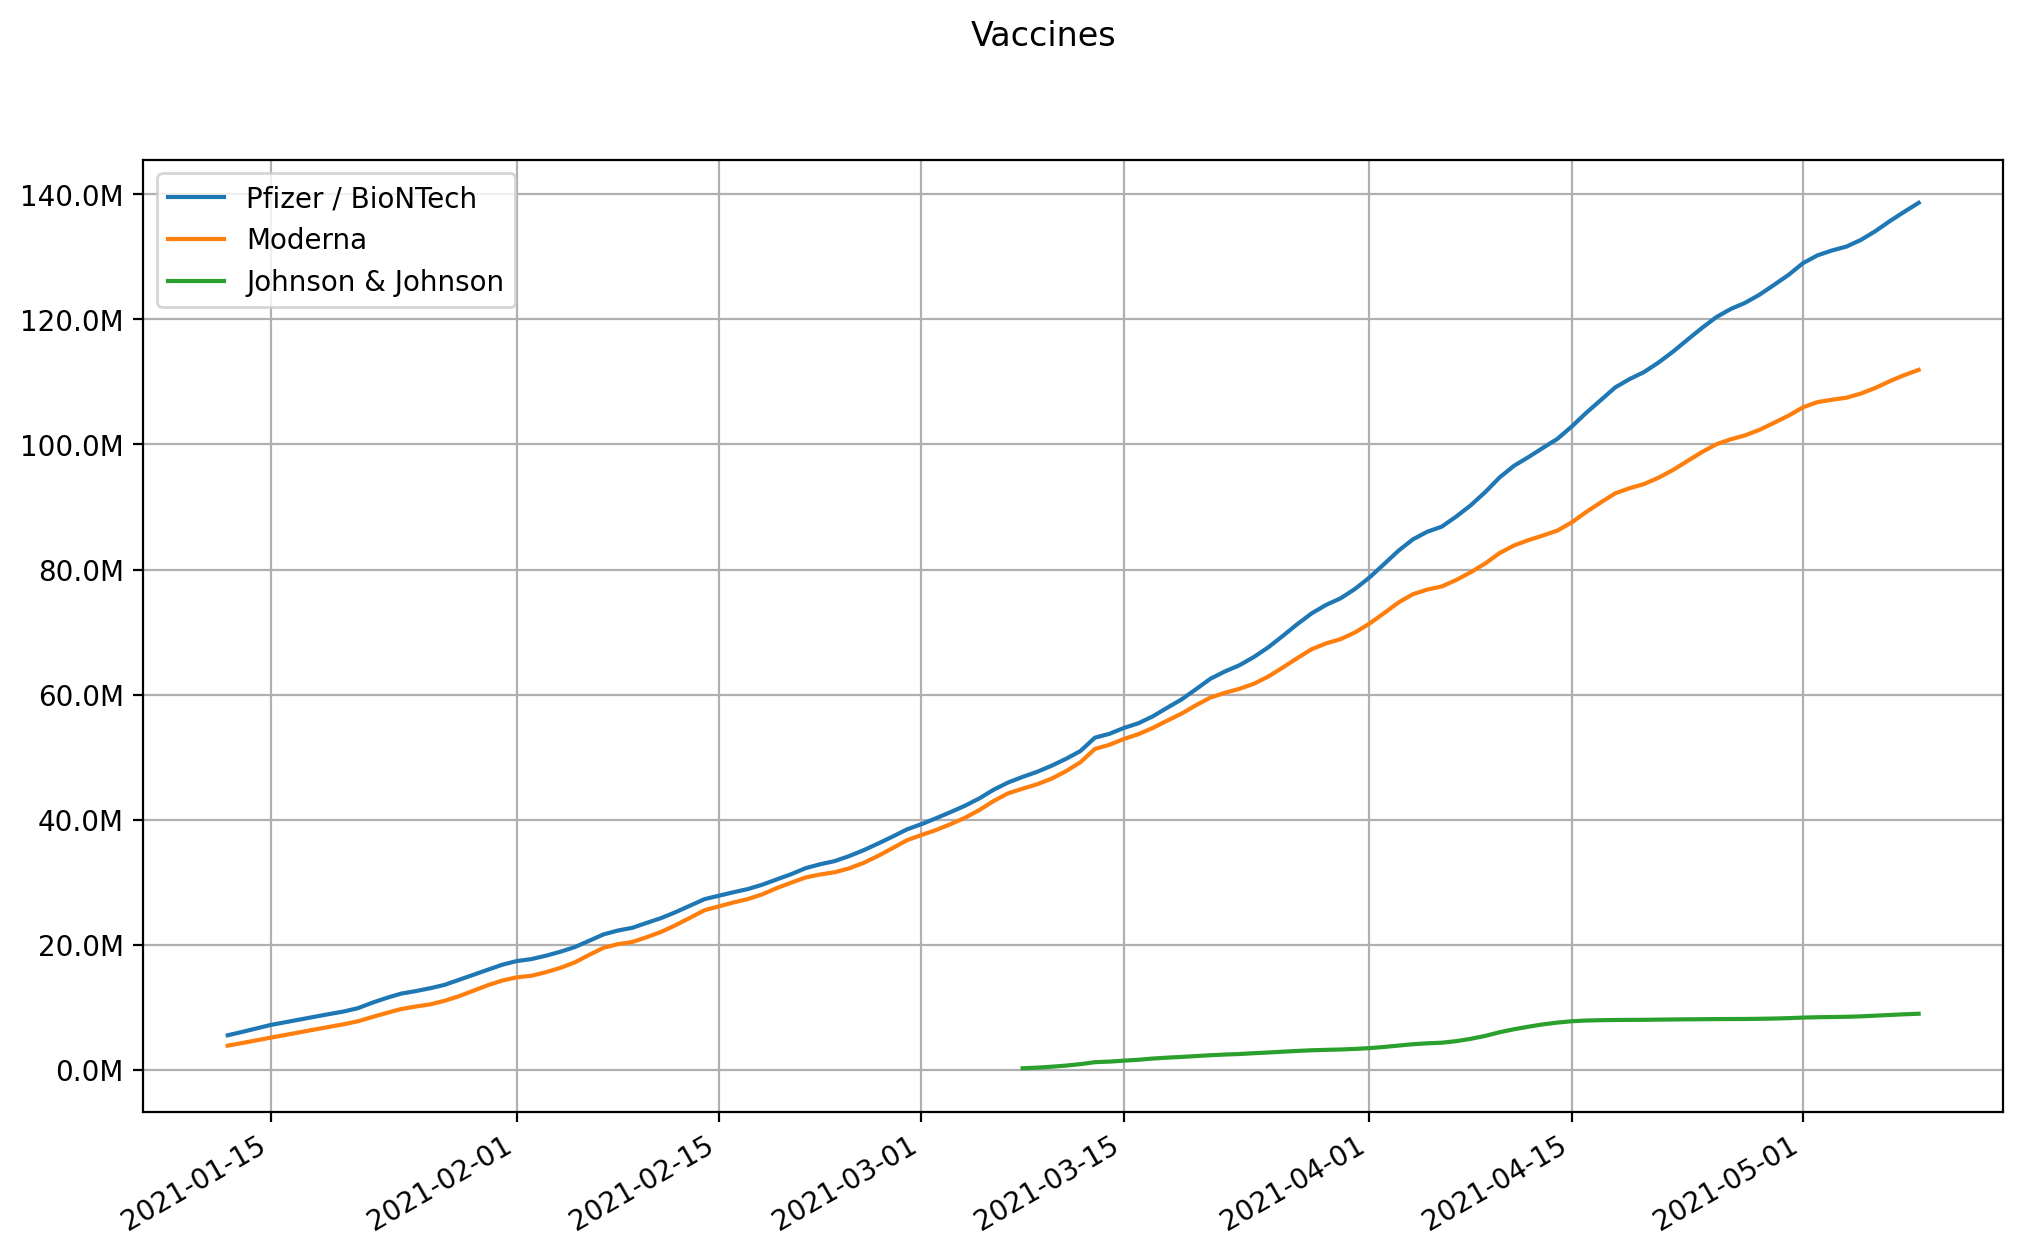 Vaccines
Pfizer / BioNTech
Moderna
Johnson & Johnson
140.0M
120.0M
100.0M
80.0M
60.0M
40.0M
20.0M
0.0M
2021-01-15
2021-02-01
2021-02-15
2021-03-01
2021-03-15
2021-04-01
2021-04-15
2021-05-01